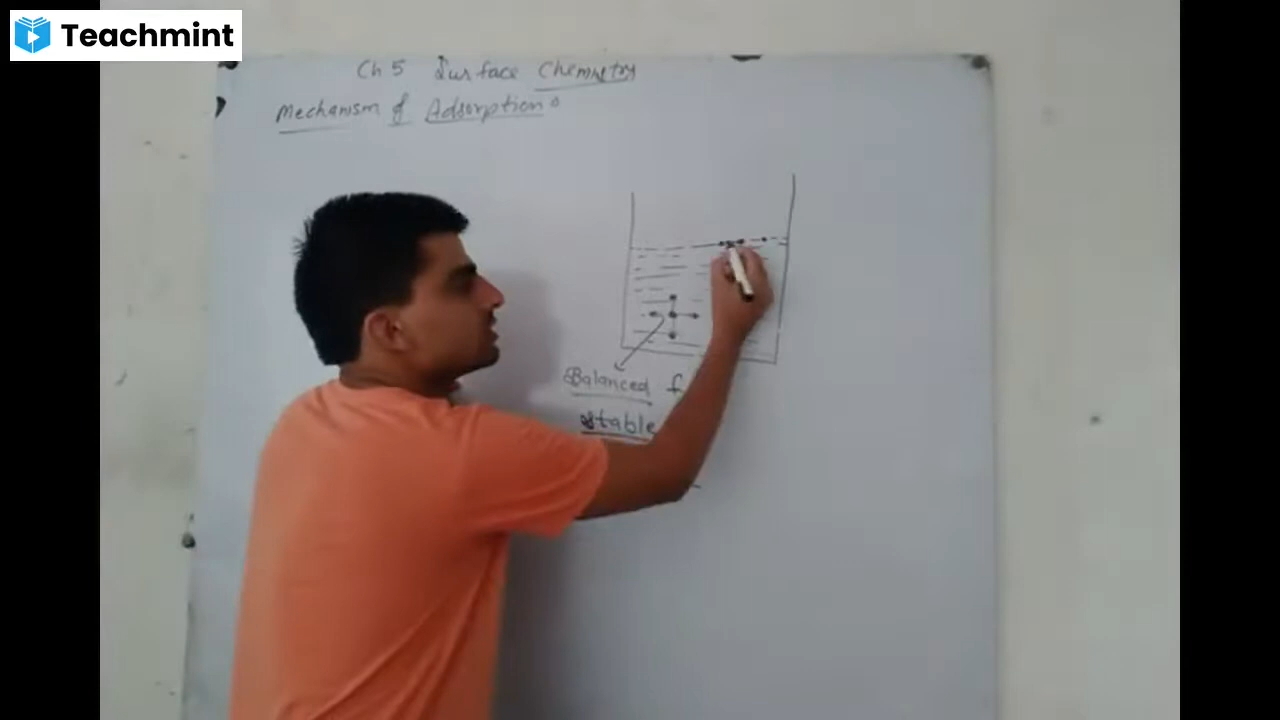 Teachmint
Ch 5 Surface Chemistry
Mechanism of Adsorption
Balanced f
stable